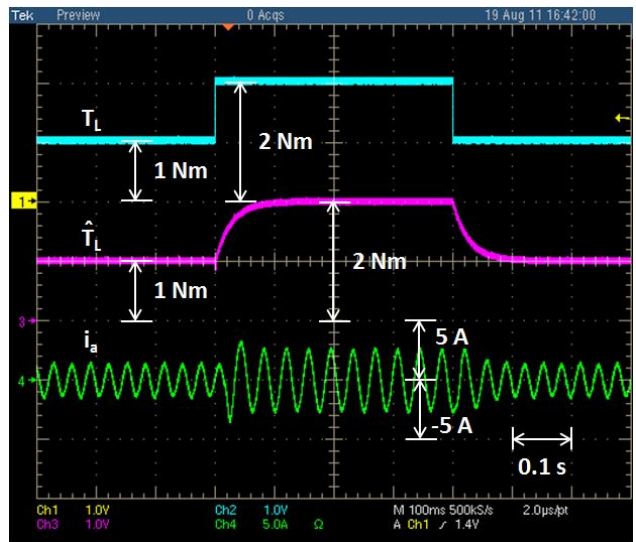 Tek Preview 0 Acqs 19 Aug 11 16:42:00
T_L
2 Nm
1 Nm
1
T̂_L
2 Nm
1 Nm
3
i_a
5 A
4
-5 A
0.1 s
Ch1 1.0V Ch2 1.0V M 100ms 500kS/s 2.0µs/pt
Ch3 1.0V Ch4 5.0A Ω A Ch1 ⁄ 1.4V